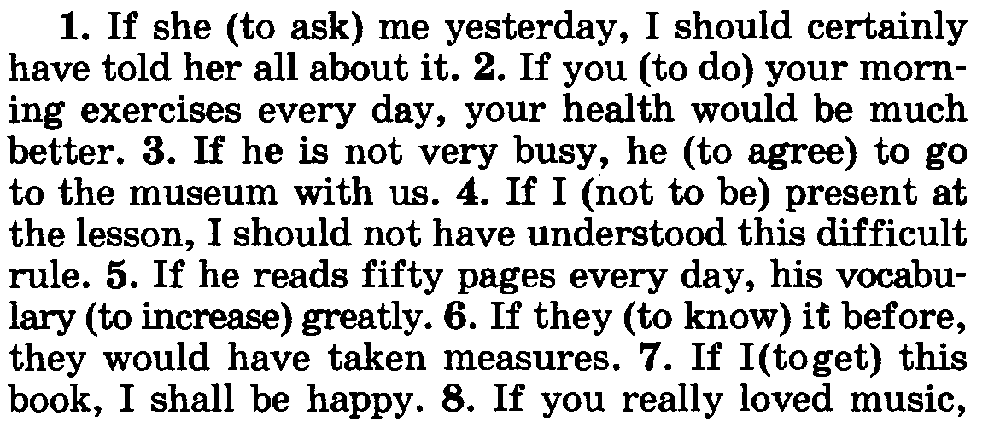 1. If she (to ask) me yesterday, I should certainly
have told her all about it. 2. If you (to do) your morn-
ing exercises every day, your health would be much
better. 3. If he is not very busy, he (to agree) to go
to the museum with us. 4. If I (not to be) present at
the lesson, I should not have understood this difficult
rule. 5. If he reads fifty pages every day, his vocabu-
lary (to increase) greatly. 6. If they (to know) it before,
they would have taken measures. 7. If I (to get) this
book, I shall be happy. 8. If you really loved music,